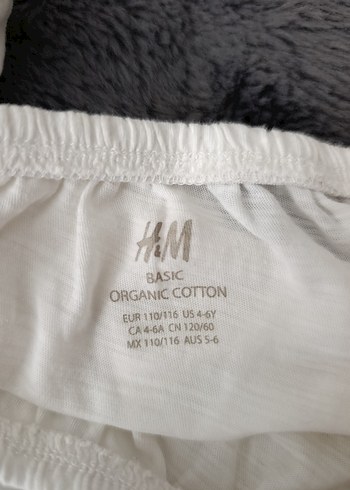 H&M
BASIC
ORGANIC COTTON
EUR 110/116 US 4-6Y
CA 4-6A CN 120/60
MX 110/116 AUS 5-6